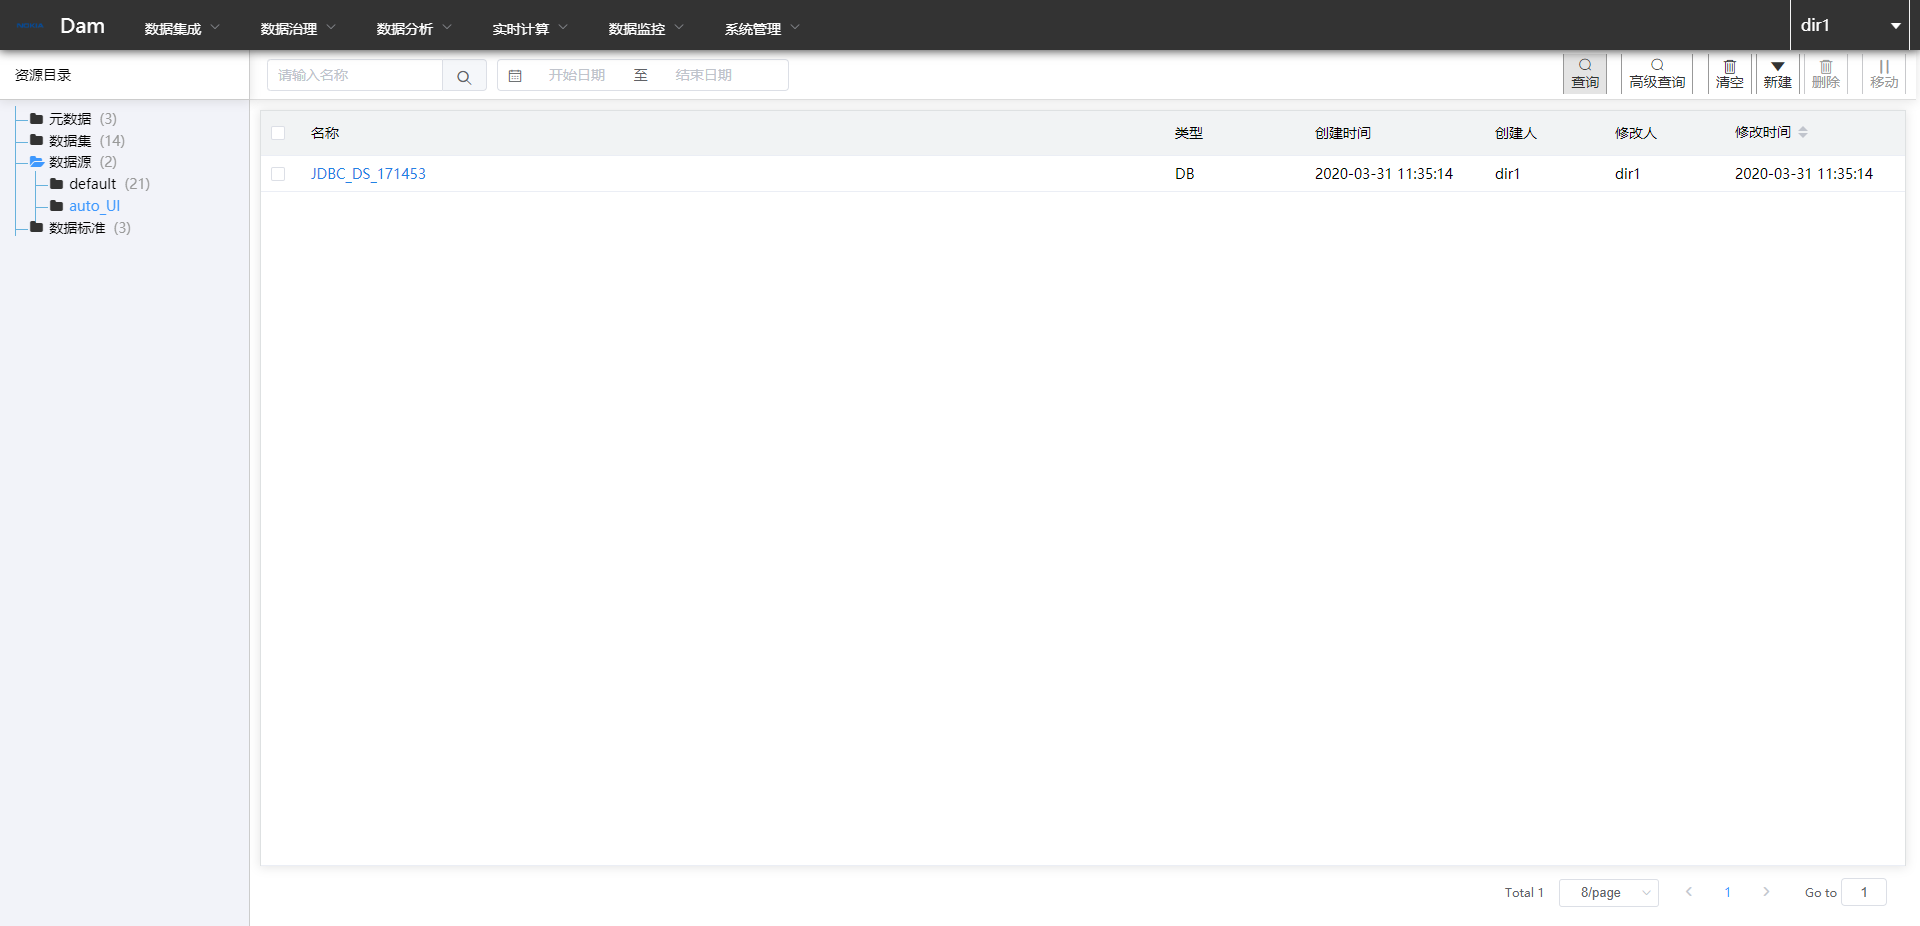 Dam 数据集成 数据治理 数据分析 实时计算 数据监控 系统管理 dir1
资源目录
请输入名称 开始日期 至 结束日期 查询 高级查询 清空 新建 删除 移动
元数据 (3)
数据集 (14)
数据源 (2)
default (21)
auto_UI
数据标准 (3)
名称 类型 创建时间 创建人 修改人 修改时间
JDBC_DS_171453 DB 2020-03-31 11:35:14 dir1 dir1 2020-03-31 11:35:14
Total 1 8/page 1 Go to 1